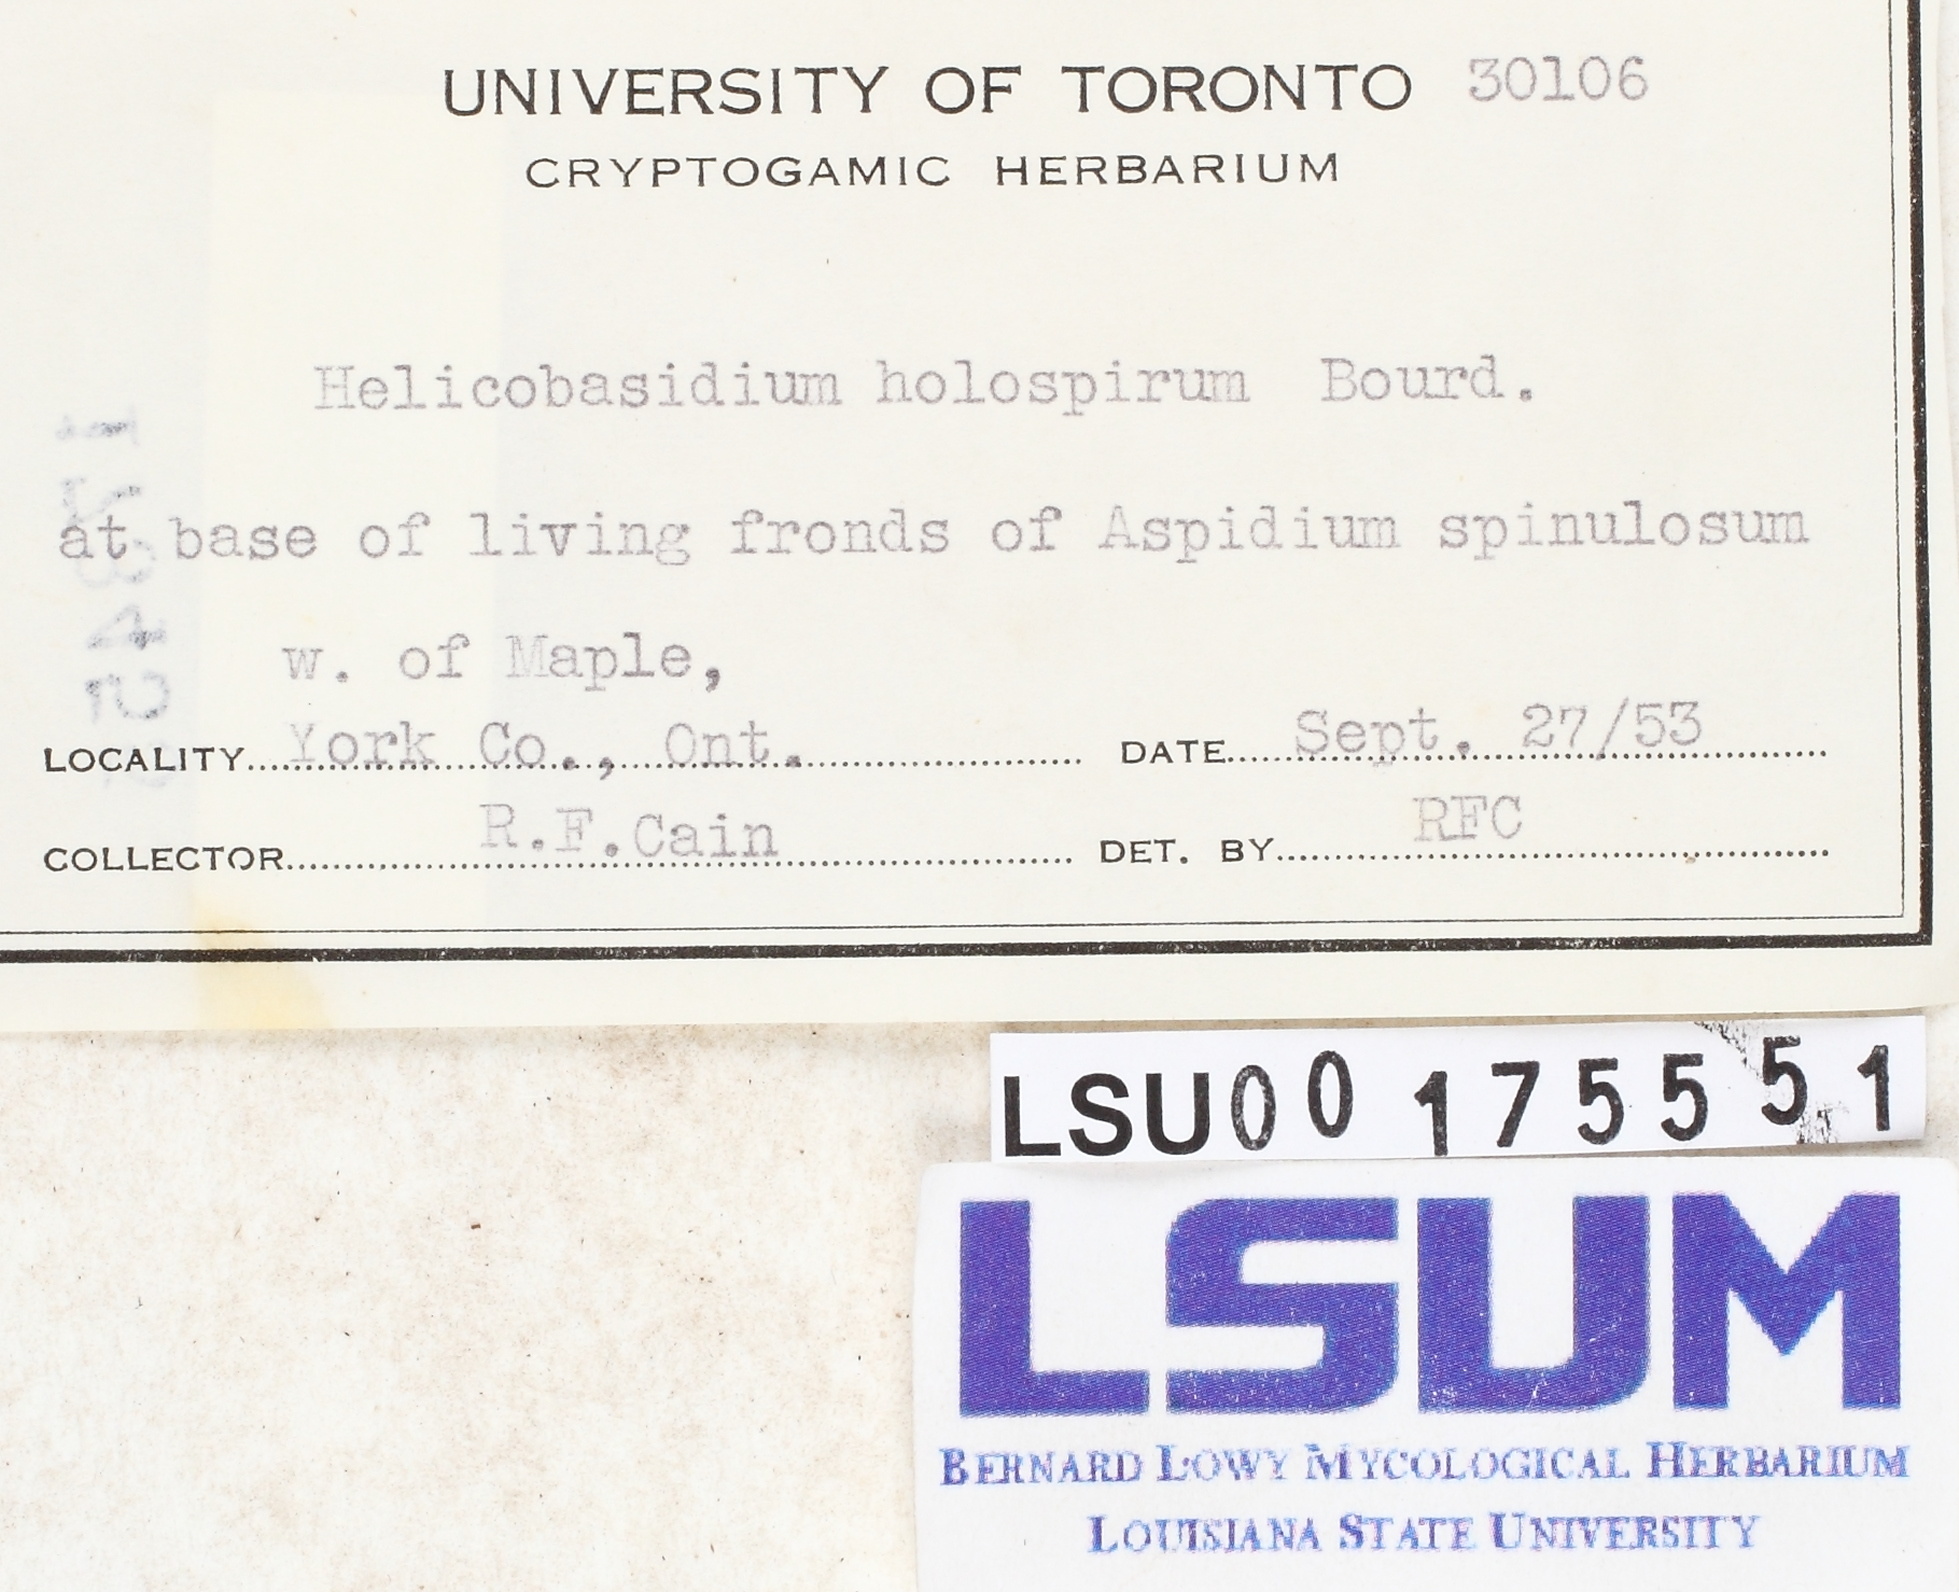 UNIVERSITY OF TORONTO 30106
CRYPTOGAMIC HERBARIUM
Helicobasidium holospirum Bourd.
at base of living fronds of Aspidium spinulosum
w. of Maple,
LOCALITY York Co., Ont. DATE Sept. 27/53
COLLECTOR R.F.Cain DET. BY RFC
LSU00175551
LSUM
BERNARD LOWY MYCOLOGICAL HERBARIUM
LOUISIANA STATE UNIVERSITY